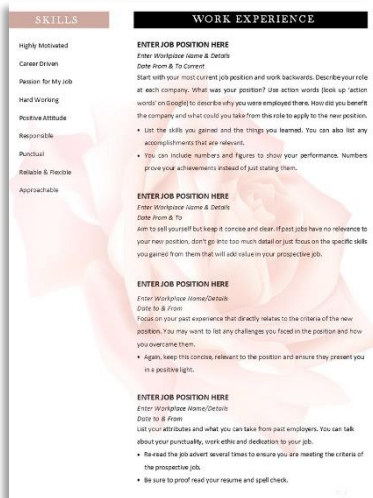 SKILLS
Highly Motivated
Career Driven
Passion for My Job
Hard Working
Positive Attitude
Responsible
Punctual
Reliable & Flexible
Approachable
WORK EXPERIENCE
ENTER JOB POSITION HERE
Enter Workplace Name & Details
Date From & To Current
Start with your most current job position and work backwards. Describe your role
at each company. What was your position? Use action words (look up 'action
words' on Google) to describe why you were employed there. How did you benefit
the company and what could you take from this role to apply to the new position.
• List the skills you gained and the things you learned. You can also list any
accomplishments that are relevant.
• You can include numbers and figures to show your performance. Numbers
prove your achievements instead of just stating them.
ENTER JOB POSITION HERE
Enter Workplace Name & Details
Date From & To
Aim to sell yourself but keep it concise and clear. If past jobs have no relevance to
your new position, don't go into too much detail or just focus on the specific skills
you gained from them that will add value in your prospective job.
ENTER JOB POSITION HERE
Enter Workplace Name/Details
Date to & From
Focus on your past experience that directly relates to the criteria of the new
position. You may want to list any challenges you faced in the position and how
you overcame them.
• Again, keep this concise, relevant to the position and ensure they present you
in a positive light.
ENTER JOB POSITION HERE
Enter Workplace Name/Details
Date to & From
List your attributes and what you can take from past employers. You can talk
about your punctuality, work ethic and dedication to your job.
• Re-read the job advert several times to ensure you are meeting the criteria of
the prospective job.
• Be sure to proof read your resume and spell check.